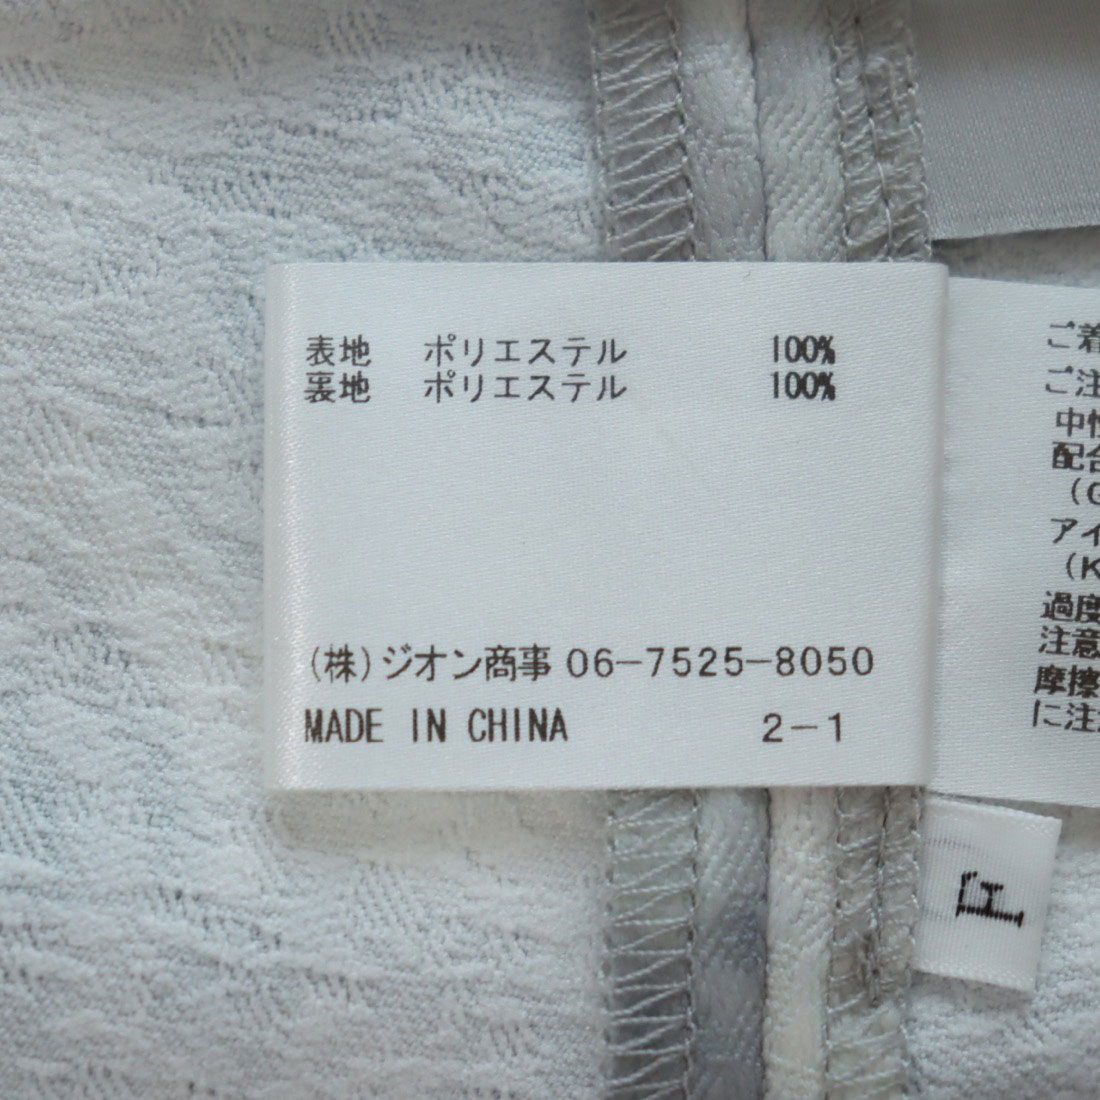 表地 ポリエステル 100%
裏地 ポリエステル 100%
(株)ジオン商事 06-7525-8050
MADE IN CHINA 2-1
ご着
ご注
中性
配合
(G
アイ
(K
過度
注意
摩擦
に注
F